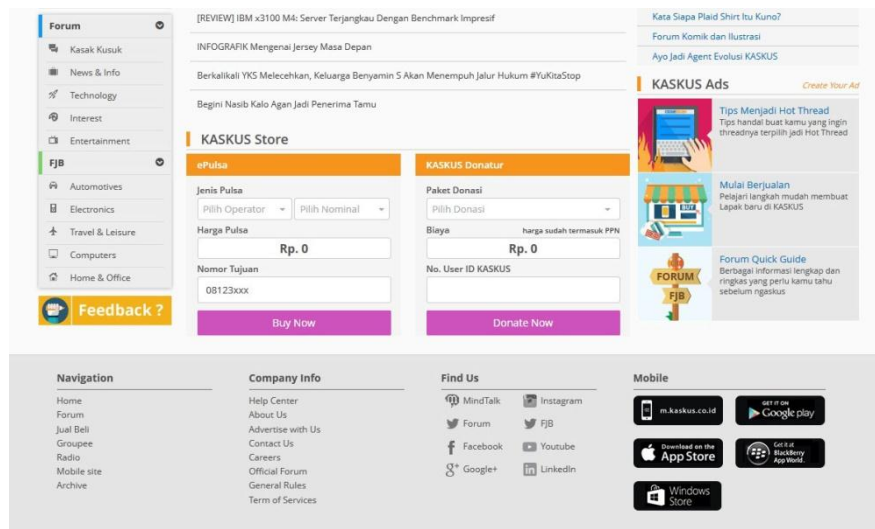 Forum
Kasak Kusuk
News & Info
Technology
Interest
Entertainment
FJB
Automotives
Electronics
Travel & Leisure
Computers
Home & Office
Feedback ?
[REVIEW] IBM x3100 M4: Server Terjangkau Dengan Benchmark Impresif
INFOGRAFIK Mengenai Jersey Masa Depan
Berkalikali YKS Melecehkan, Keluarga Benyamin S Akan Menempuh Jalur Hukum #YuKitaStop
Begini Nasib Kalo Agan Jadi Penerima Tamu
KASKUS Store
ePulsa
Jenis Pulsa
Pilih Operator
Pilih Nominal
Harga Pulsa
Rp. 0
Nomor Tujuan
08123xxx
Buy Now
KASKUS Donatur
Paket Donasi
Pilih Donasi
Biaya
harga sudah termasuk PPN
Rp. 0
No. User ID KASKUS
Donate Now
Kata Siapa Plaid Shirt Itu Kuno?
Forum Komik dan Ilustrasi
Ayo Jadi Agent Evolusi KASKUS
KASKUS Ads
Create Your Ad
Tips Menjadi Hot Thread
Tips handal buat kamu yang ingin
threadnya terpilih jadi Hot Thread
Mulai Berjualan
Pelajari langkah mudah membuat
Lapak baru di KASKUS
FORUM
FJB
Forum Quick Guide
Berbagai informasi lengkap dan
ringkas yang perlu kamu tahu
sebelum ngaskus
Navigation
Home
Forum
Jual Beli
Groupee
Radio
Mobile site
Archive
Company Info
Help Center
About Us
Advertise with Us
Contact Us
Careers
Official Forum
General Rules
Term of Services
Find Us
MindTalk
Instagram
Forum
FJB
Facebook
Youtube
Google+
LinkedIn
Mobile
m.kaskus.co.id
GET IT ON
Google play
Download on the
App Store
Get it at
BlackBerry
App World
Windows
Store